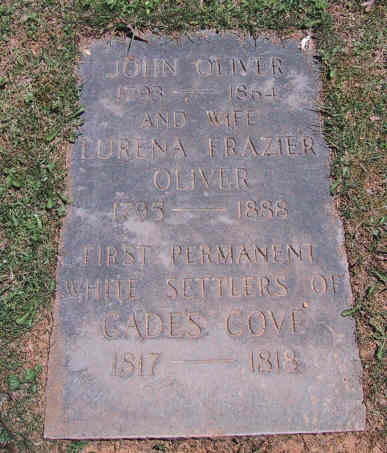 JOHN OLIVER
1793 — 1864
AND WIFE
LURENA FRAZIER
OLIVER
1795 — 1888
FIRST PERMANENT
WHITE SETTLERS OF
CADES COVE
1817 — 1818